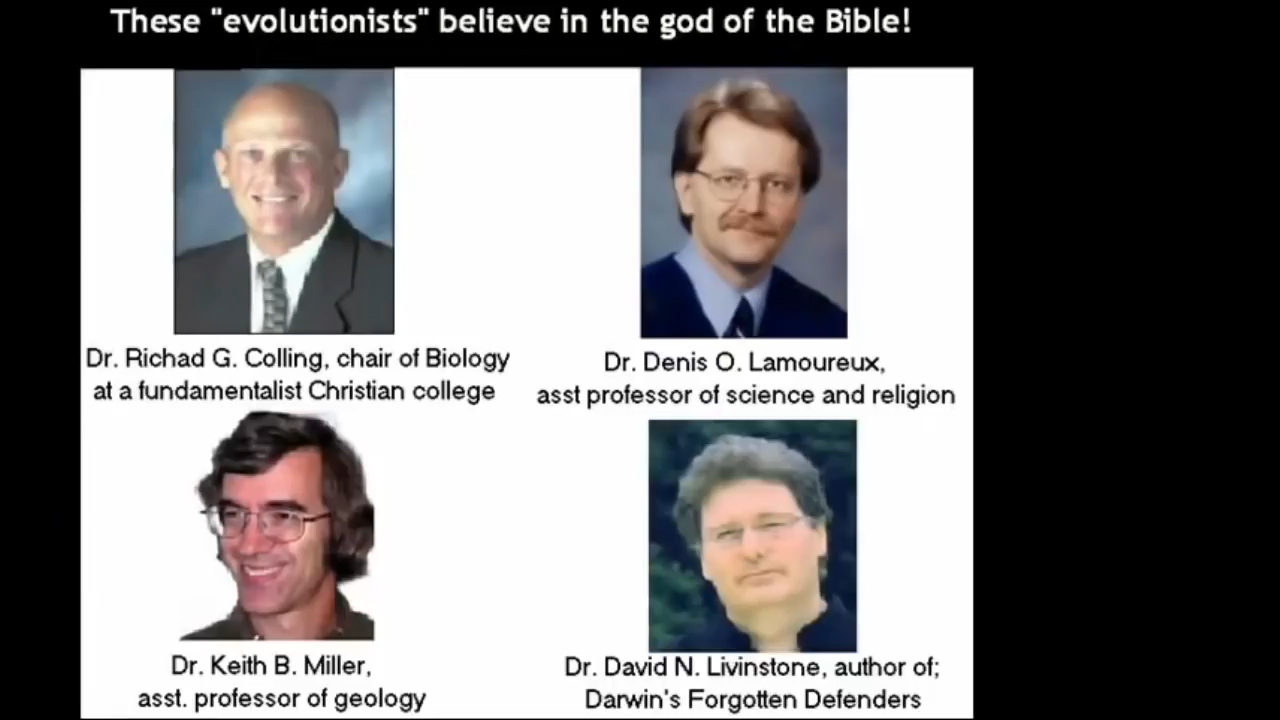 These "evolutionists" believe in the god of the Bible!
Dr. Richad G. Colling, chair of Biology
at a fundamentalist Christian college
Dr. Denis O. Lamoureux,
asst professor of science and religion
Dr. Keith B. Miller,
asst. professor of geology
Dr. David N. Livinstone, author of;
Darwin's Forgotten Defenders